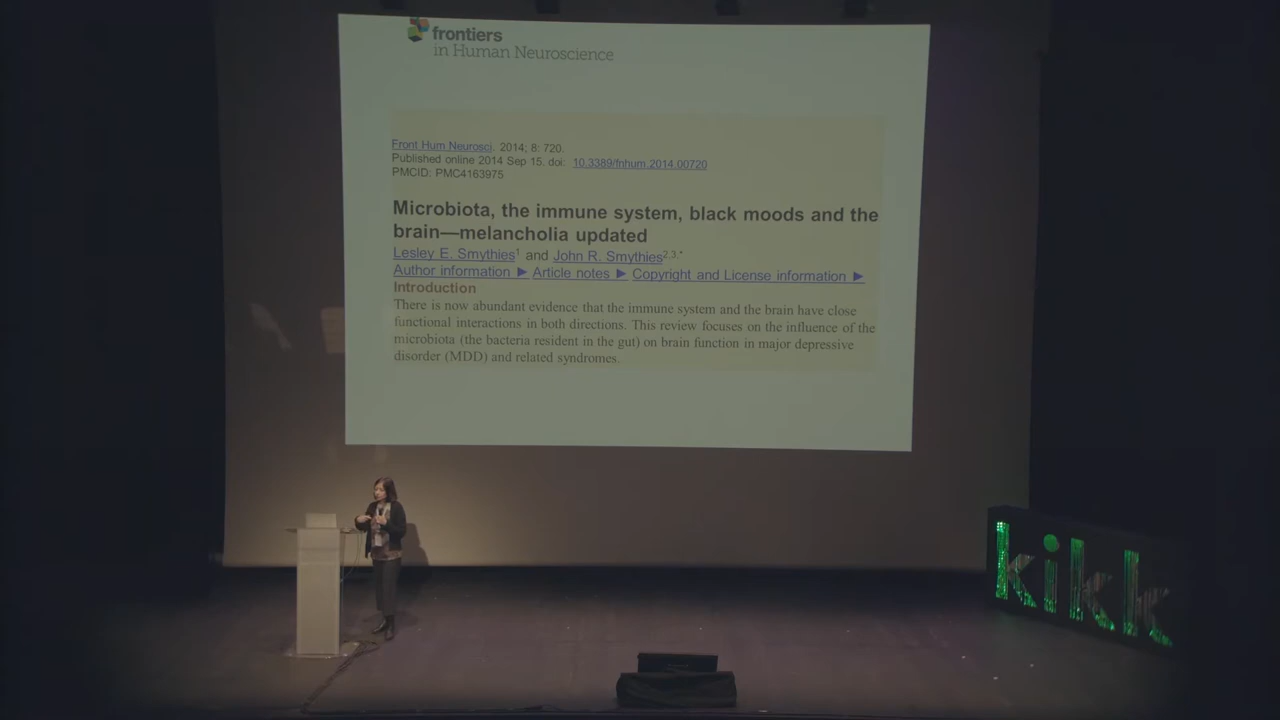 frontiers
in Human Neuroscience
Front Hum Neurosci. 2014; 8: 720.
Published online 2014 Sep 15. doi: 10.3389/fnhum.2014.00720
PMCID: PMC4163975
Microbiota, the immune system, black moods and the
brain—melancholia updated
Lesley E. Smythies1 and John R. Smythies2,3,*
Author information ► Article notes ► Copyright and License information ►
Introduction
There is now abundant evidence that the immune system and the brain have close
functional interactions in both directions. This review focuses on the influence of the
microbiota (the bacteria resident in the gut) on brain function in major depressive
disorder (MDD) and related syndromes.
kikk